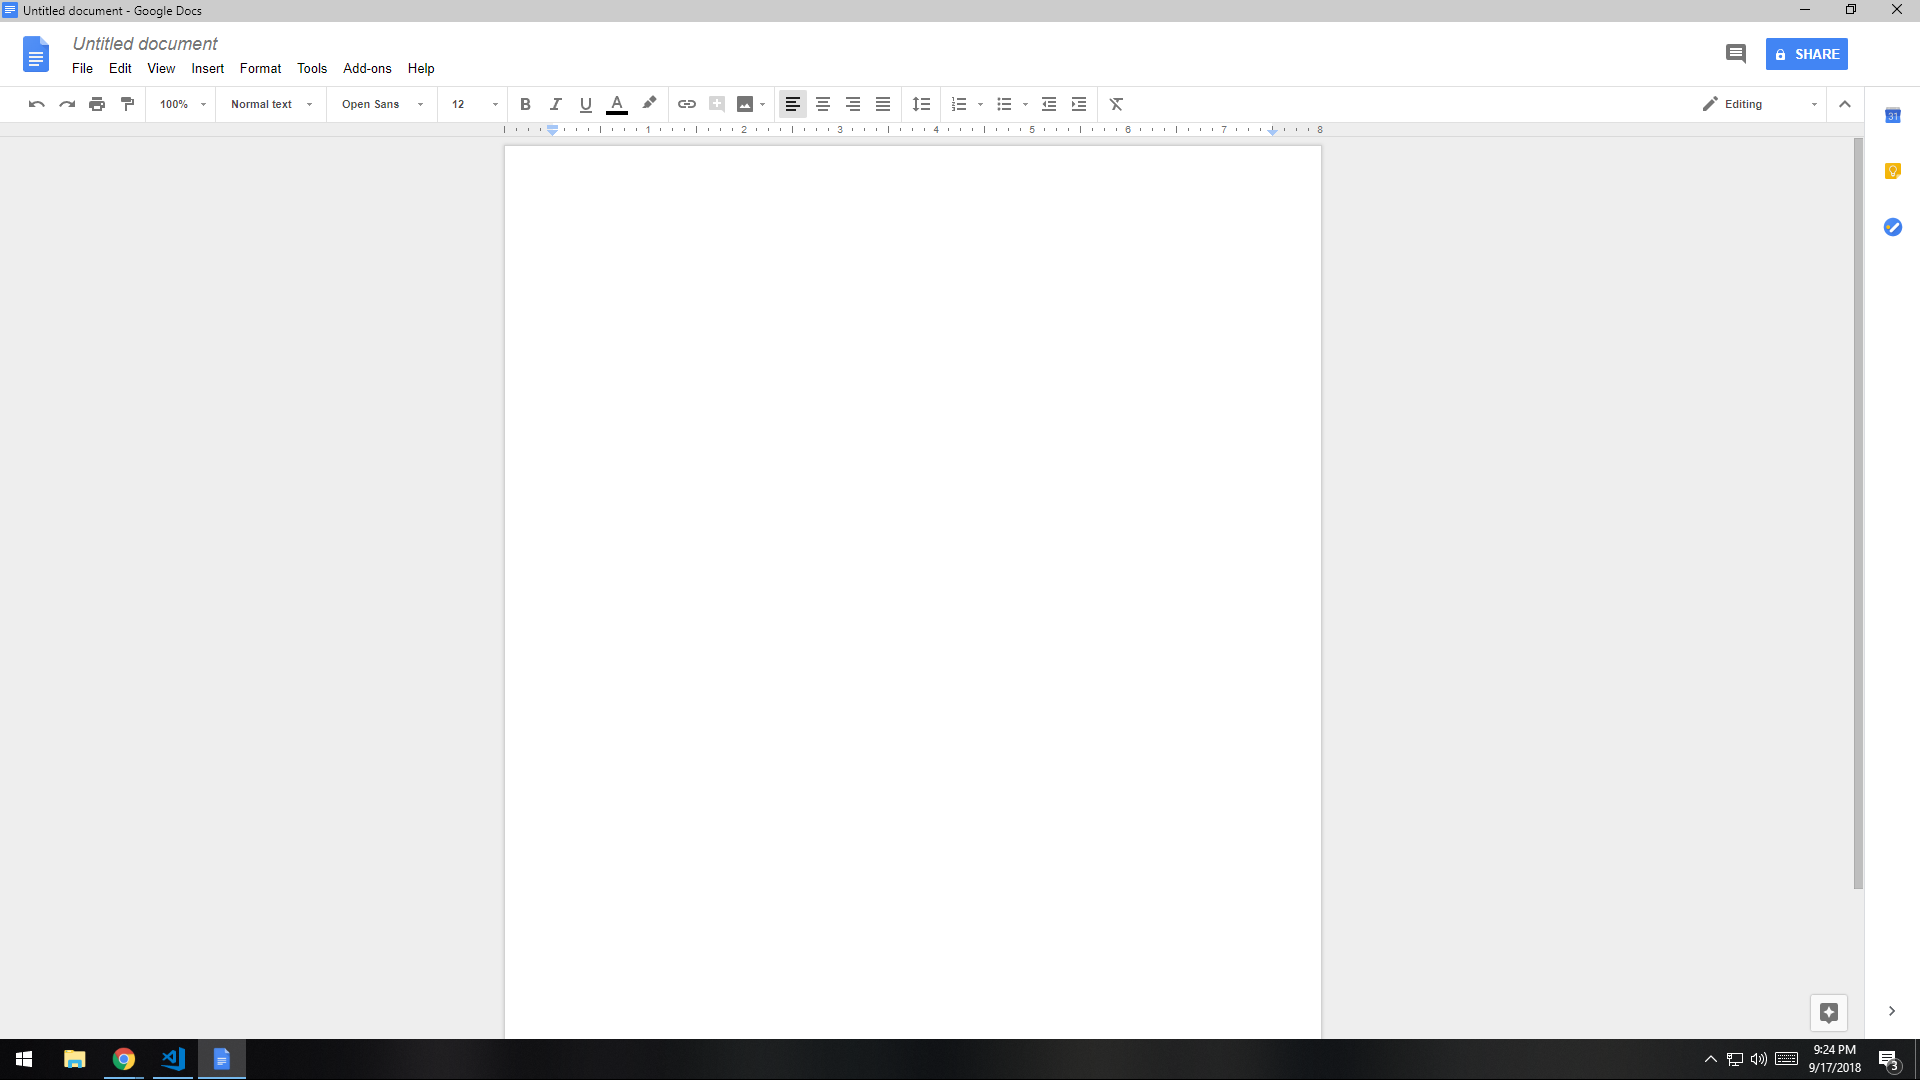 Untitled document - Google Docs
Untitled document
File Edit View Insert Format Tools Add-ons Help
SHARE
100% Normal text Open Sans 12 B I U A Editing
1 2 3 4 5 6 7 8
31
9:24 PM
9/17/2018
3